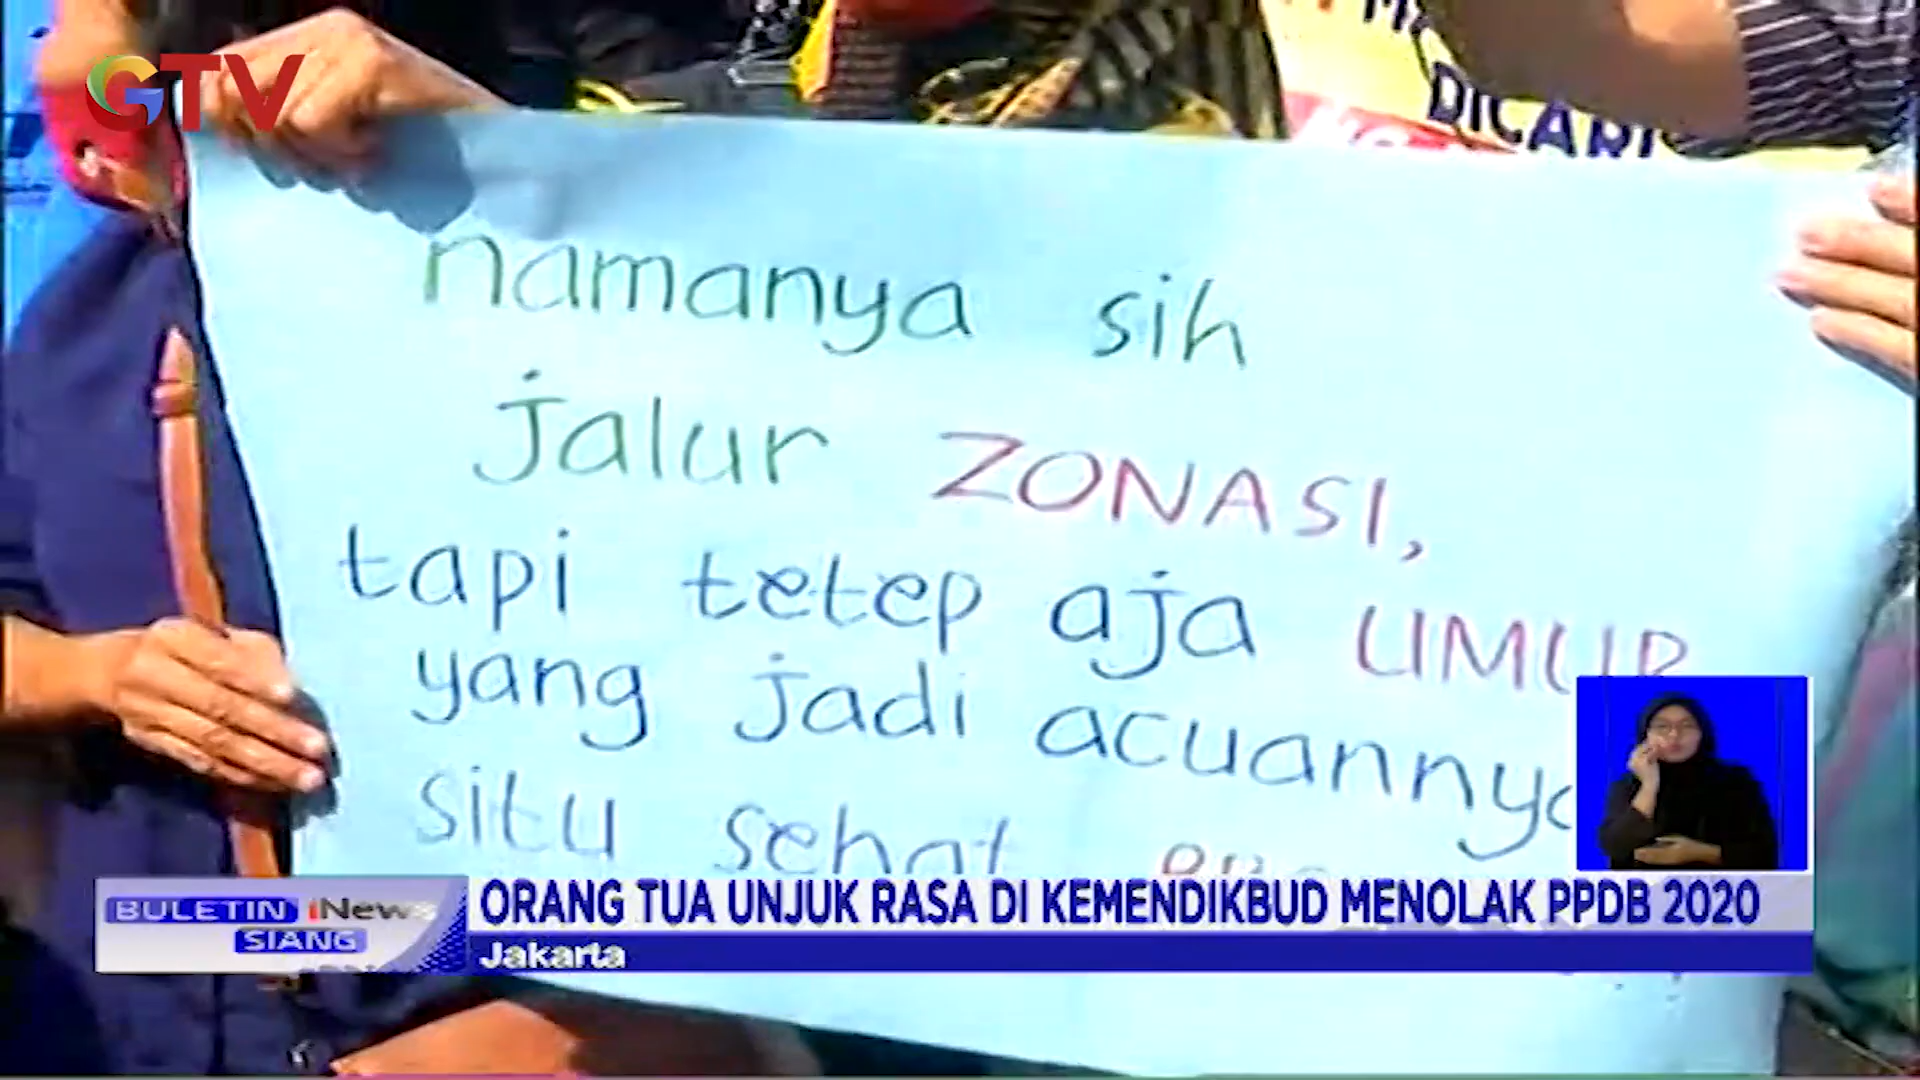 GTV
DICARI
namanya sih
jalur ZONASI,
tapi tetep aja UMUR
yang jadi acuannya
situ sehat
BULETIN iNews
SIANG
ORANG TUA UNJUK RASA DI KEMENDIKBUD MENOLAK PPDB 2020
Jakarta